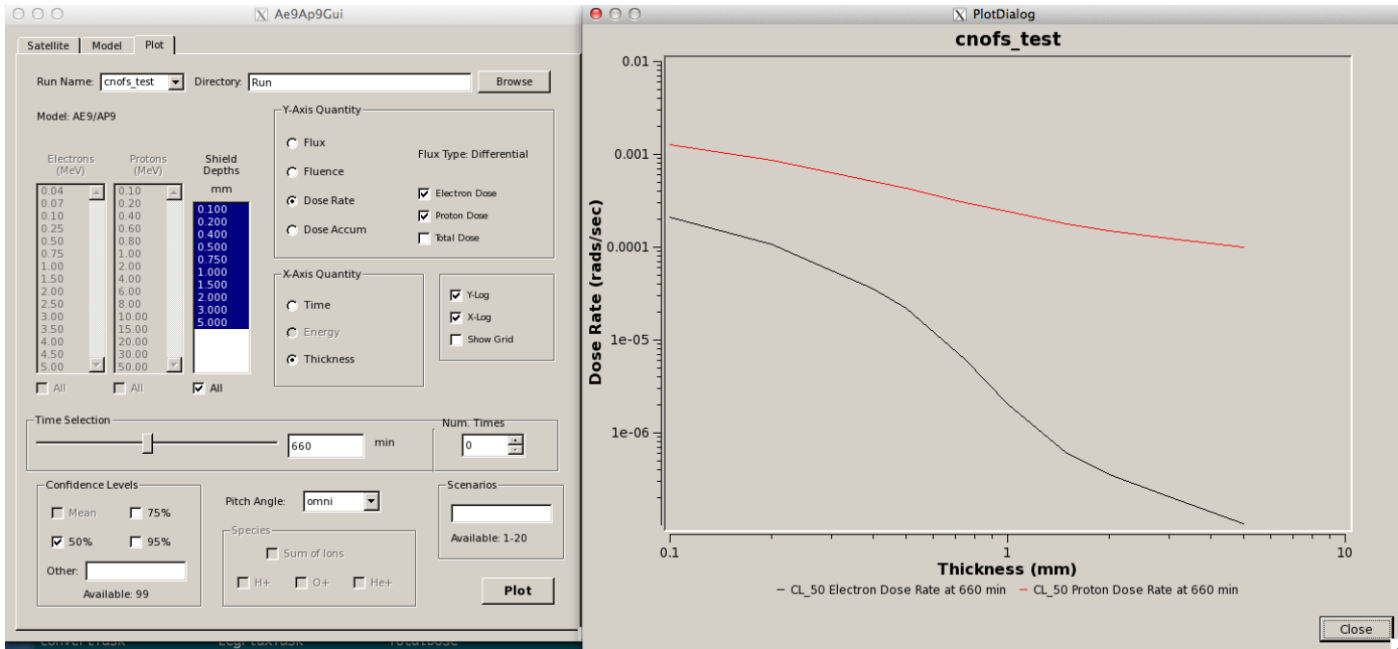 Ae9Ap9Gui
Satellite
Model
Plot
Run Name: cnofs_test
Directory: Run
Browse
Model: AE9/AP9
Electrons
(MeV)
0.04
0.07
0.10
0.25
0.50
0.75
1.00
1.50
2.00
2.50
3.00
3.50
4.00
4.50
5.00
All
Protons
(MeV)
0.10
0.20
0.40
0.60
0.80
1.00
2.00
4.00
6.00
8.00
10.00
15.00
20.00
30.00
50.00
All
Shield
Depths
mm
0.100
0.200
0.400
0.500
0.750
1.000
1.500
2.000
3.000
5.000
All
Y-Axis Quantity
Flux
Fluence
Dose Rate
Dose Accum
Flux Type: Differential
Electron Dose
Proton Dose
Total Dose
X-Axis Quantity
Time
Energy
Thickness
Y-Log
X-Log
Show Grid
Time Selection
660 min
Num. Times
0
Confidence Levels
Mean
75%
50%
95%
Other:
Available: 99
Pitch Angle: omni
Species
Sum of Ions
H+
O+
He+
Scenarios
Available: 1-20
Plot
PlotDialog
cnofs_test
Dose Rate (rads/sec)
0.01
0.001
0.0001
1e-05
1e-06
0.1
1
10
Thickness (mm)
CL_50 Electron Dose Rate at 660 min
CL_50 Proton Dose Rate at 660 min
Close